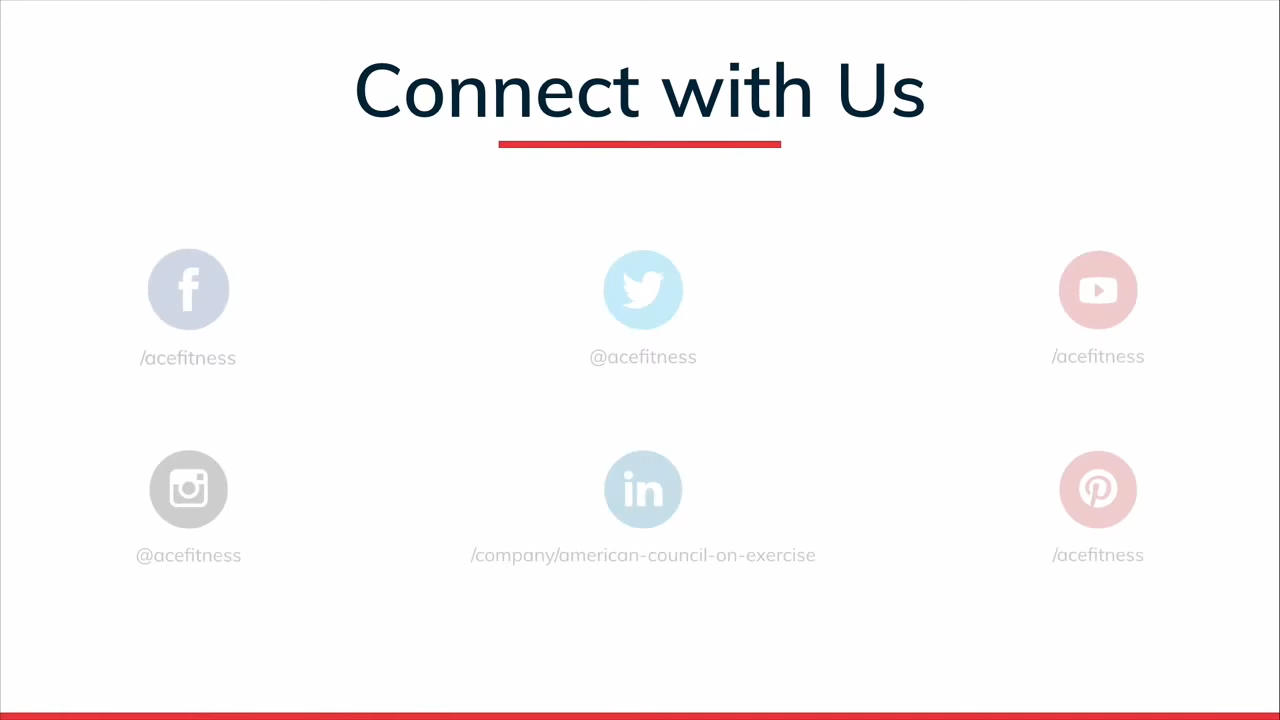 Connect with Us
/acefitness
@acefitness
/acefitness
@acefitness
/company/american-council-on-exercise
/acefitness